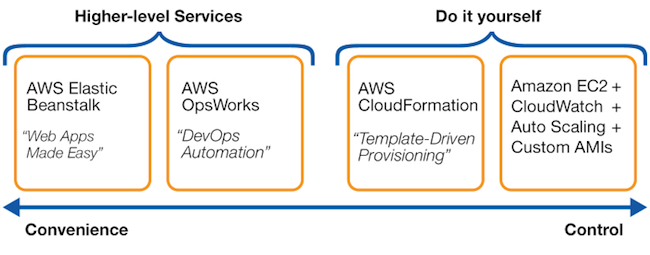 Higher-level Services
Do it yourself
AWS Elastic
Beanstalk
“Web Apps
Made Easy”
AWS
OpsWorks
“DevOps
Automation”
AWS
CloudFormation
“Template-Driven
Provisioning”
Amazon EC2 +
CloudWatch +
Auto Scaling +
Custom AMIs
Convenience
Control